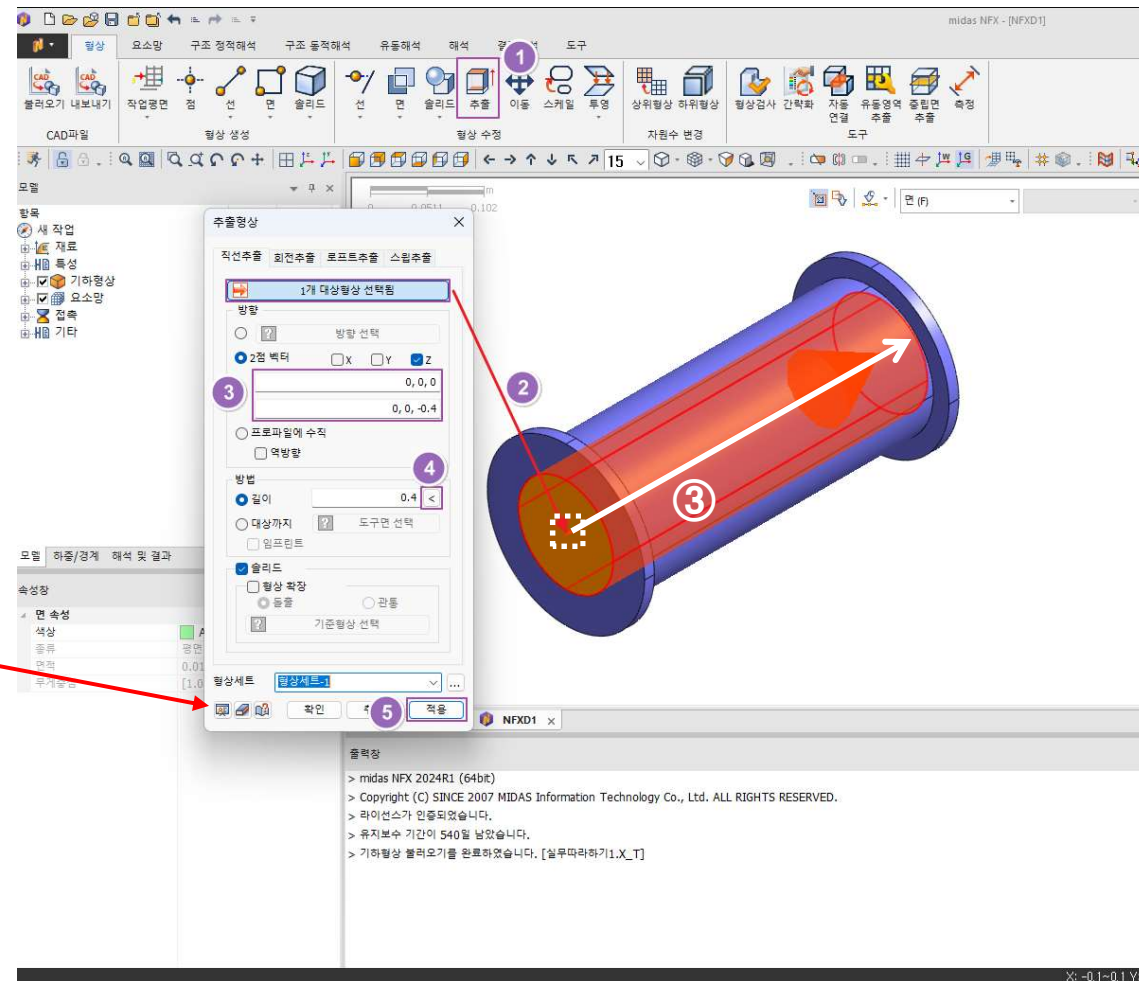 midas NFX - [NFXD1]
형상 요소망 구조 정적해석 구조 동적해석 유동해석 해석 도구
1
CAD CAD
불러오기 내보내기 작업평면 점 선 면 솔리드 선 면 솔리드 추출 이동 스케일 투영 상위형상 하위형상 형상검사 간략화 자동 연결 유동영역 추출 중립면 추출 측정
CAD파일 형상 생성 형상 수정 차원수 변경 도구
15
모델
항목
새 작업
재료
특성
기하형상
요소망
접촉
기타
m
0 0.0511 0.102
면 (F)
추출형상
직선추출 회전추출 로프트추출 스윕추출
1개 대상형상 선택됨
방향
방향 선택
2점 벡터 X Y Z
3
0, 0, 0
0, 0, -0.4
프로파일에 수직
역방향
4
방법
길이 0.4 <
대상까지 도구면 선택
임프린트
솔리드
형상 확장
돌출 관통
기준형상 선택
형상세트 형상세트-1 ...
확인 5 적용
2
③
모델 하중/경계 해석 및 결과
속성창
면 속성
색상 A
종류 평면
면적 0.01
무게중심 [1.0
NFXD1 ×
출력창
> midas NFX 2024R1 (64bit)
> Copyright (C) SINCE 2007 MIDAS Information Technology Co., Ltd. ALL RIGHTS RESERVED.
> 라이선스가 인증되었습니다.
> 유지보수 기간이 540일 남았습니다.
> 기하형상 불러오기를 완료하였습니다. [실무따라하기1.X_T]
X: -0.1~0.1 Y: